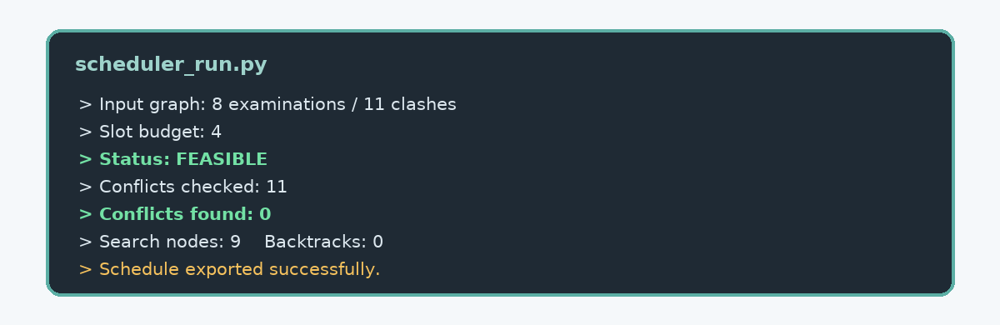 scheduler_run.py
> Input graph: 8 examinations / 11 clashes
> Slot budget: 4
> Status: FEASIBLE
> Conflicts checked: 11
> Conflicts found: 0
> Search nodes: 9    Backtracks: 0
> Schedule exported successfully.